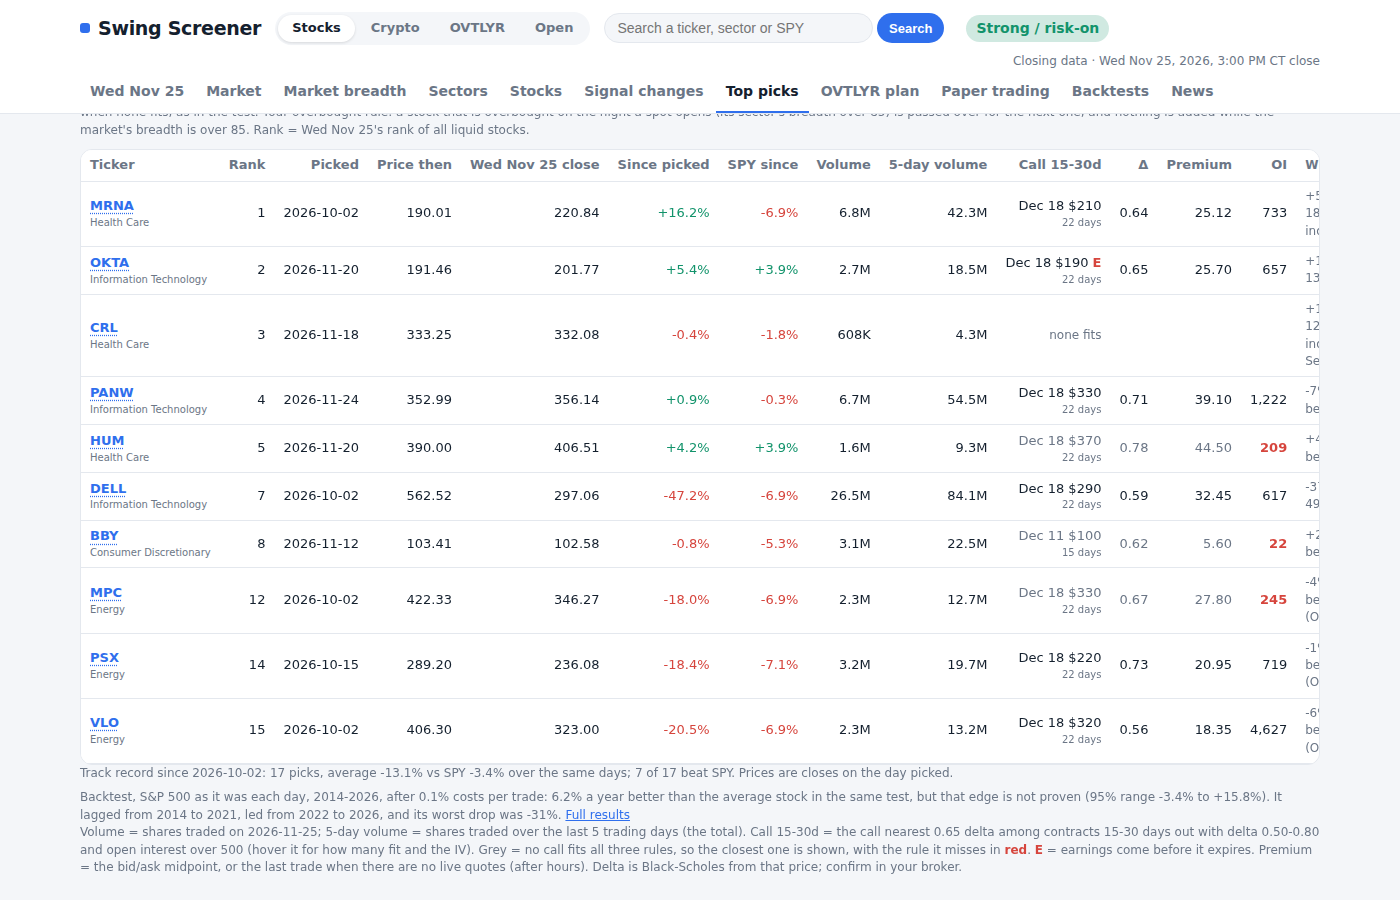 Swing Screener
Stocks Crypto OVTLYR Open
Search a ticker, sector or SPY
Search
Strong / risk-on
Closing data · Wed Nov 25, 2026, 3:00 PM CT close
Wed Nov 25 Market Market breadth Sectors Stocks Signal changes Top picks OVTLYR plan Paper trading Backtests News
market's breadth is over 85. Rank = Wed Nov 25's rank of all liquid stocks.
Ticker Rank Picked Price then Wed Nov 25 close Since picked SPY since Volume 5-day volume Call 15-30d Δ Premium OI
MRNA 1 2026-10-02 190.01 220.84 +16.2% -6.9% 6.8M 42.3M Dec 18 $210 0.64 25.12 733
Health Care 22 days
OKTA 2 2026-11-20 191.46 201.77 +5.4% +3.9% 2.7M 18.5M Dec 18 $190 E 0.65 25.70 657
Information Technology 22 days
CRL 3 2026-11-18 333.25 332.08 -0.4% -1.8% 608K 4.3M none fits
Health Care
PANW 4 2026-11-24 352.99 356.14 +0.9% -0.3% 6.7M 54.5M Dec 18 $330 0.71 39.10 1,222
Information Technology 22 days
HUM 5 2026-11-20 390.00 406.51 +4.2% +3.9% 1.6M 9.3M Dec 18 $370 0.78 44.50 209
Health Care 22 days
DELL 7 2026-10-02 562.52 297.06 -47.2% -6.9% 26.5M 84.1M Dec 18 $290 0.59 32.45 617
Information Technology 22 days
BBY 8 2026-11-12 103.41 102.58 -0.8% -5.3% 3.1M 22.5M Dec 11 $100 0.62 5.60 22
Consumer Discretionary 15 days
MPC 12 2026-10-02 422.33 346.27 -18.0% -6.9% 2.3M 12.7M Dec 18 $330 0.67 27.80 245
Energy 22 days
PSX 14 2026-10-15 289.20 236.08 -18.4% -7.1% 3.2M 19.7M Dec 18 $220 0.73 20.95 719
Energy 22 days
VLO 15 2026-10-02 406.30 323.00 -20.5% -6.9% 2.3M 13.2M Dec 18 $320 0.56 18.35 4,627
Energy 22 days
Track record since 2026-10-02: 17 picks, average -13.1% vs SPY -3.4% over the same days; 7 of 17 beat SPY. Prices are closes on the day picked.
Backtest, S&P 500 as it was each day, 2014-2026, after 0.1% costs per trade: 6.2% a year better than the average stock in the same test, but that edge is not proven (95% range -3.4% to +15.8%). It
lagged from 2014 to 2021, led from 2022 to 2026, and its worst drop was -31%. Full results
Volume = shares traded on 2026-11-25; 5-day volume = shares traded over the last 5 trading days (the total). Call 15-30d = the call nearest 0.65 delta among contracts 15-30 days out with delta 0.50-0.80
and open interest over 500 (hover it for how many fit and the IV). Grey = no call fits all three rules, so the closest one is shown, with the rule it misses in red. E = earnings come before it expires. Premium
= the bid/ask midpoint, or the last trade when there are no live quotes (after hours). Delta is Black-Scholes from that price; confirm in your broker.